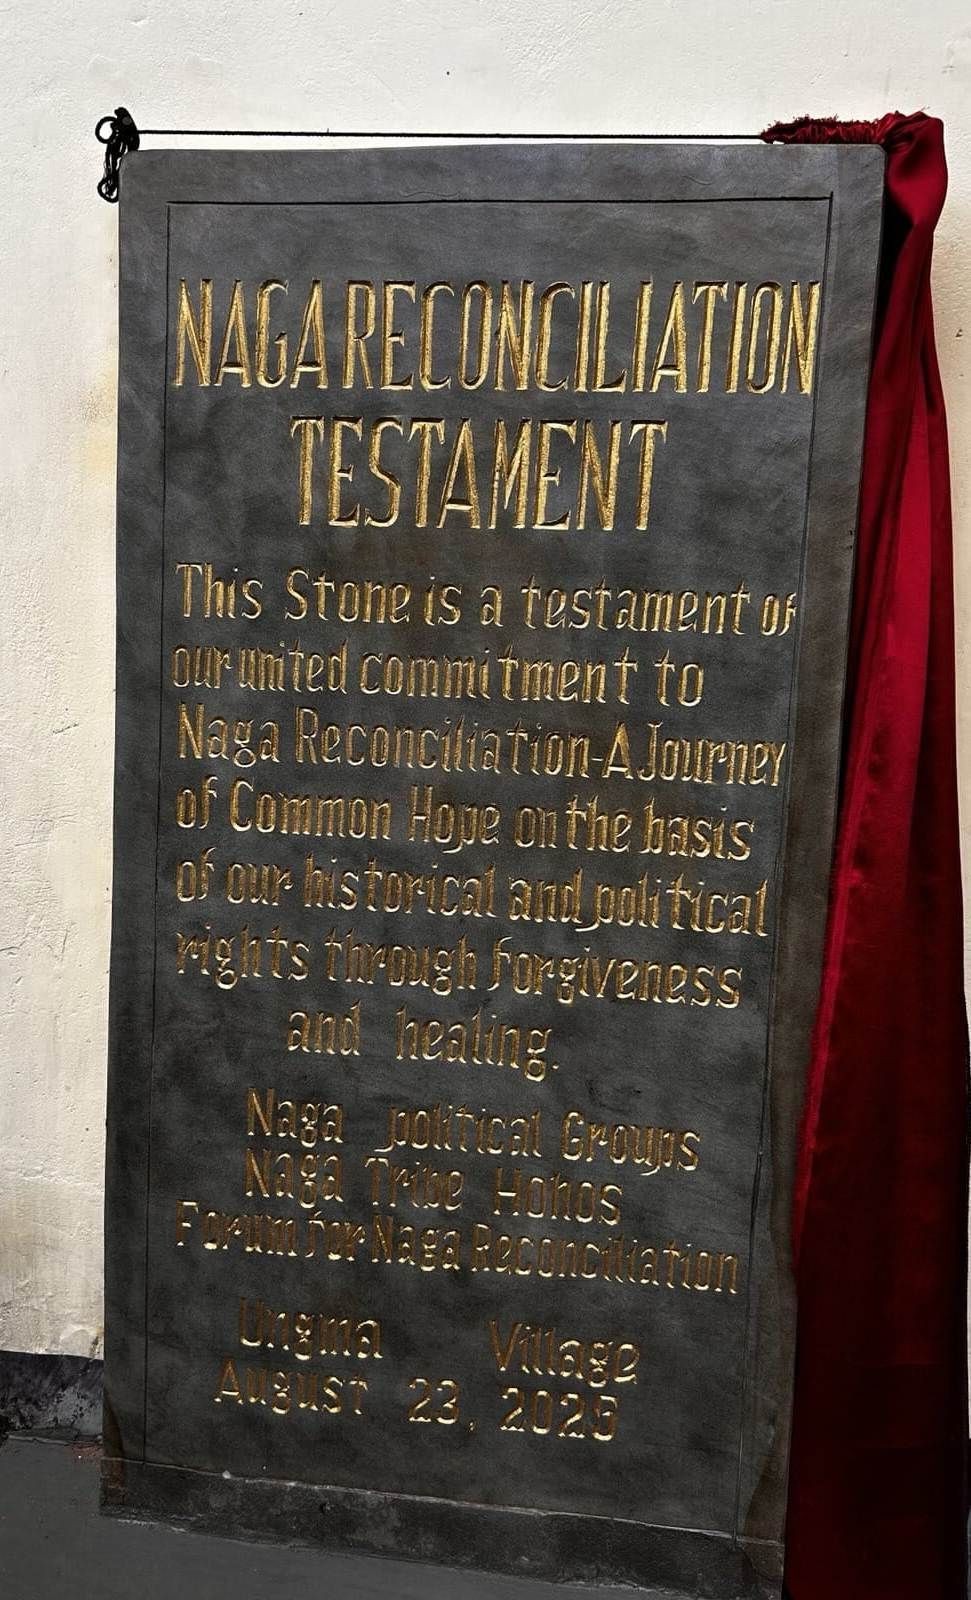 NAGA RECONCILIATION
TESTAMENT
This Stone is a testament of
our united commitment to
Naga Reconciliation-A Journey
of Common Hope on the basis
of our historical and political
rights through forgiveness
and healing.
Naga political Groups
Naga Tribe Hohos
Forum for Naga Reconciliation
Ungma Village
August 23, 2025